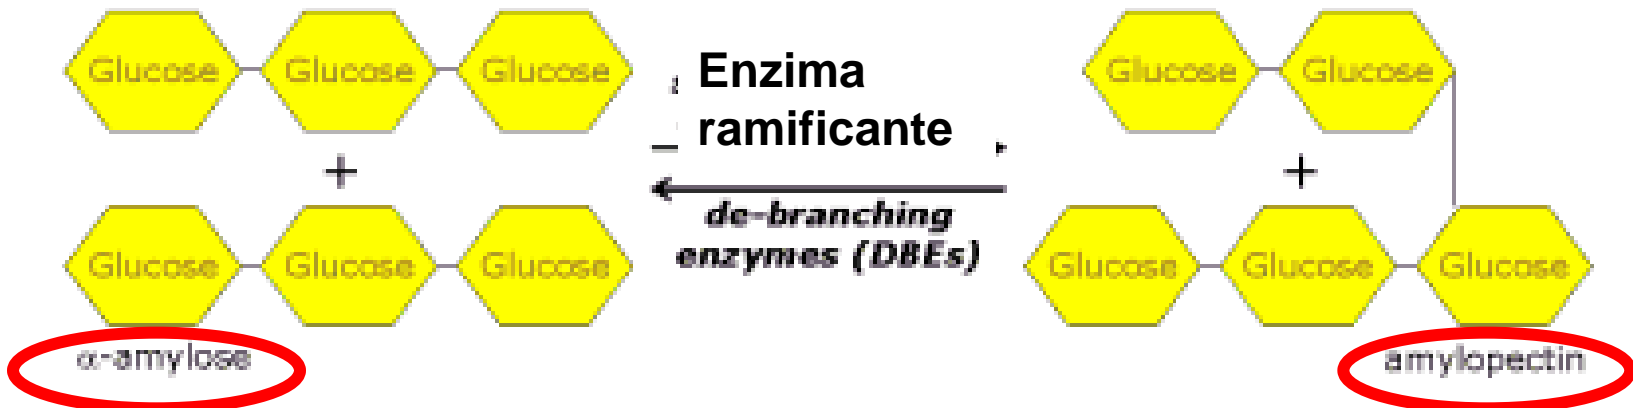 Glucose Glucose Glucose
Enzima
ramificante
Glucose Glucose
+
+
de-branching
enzymes (DBEs)
Glucose Glucose Glucose
Glucose Glucose Glucose
α-amylose
amylopectin